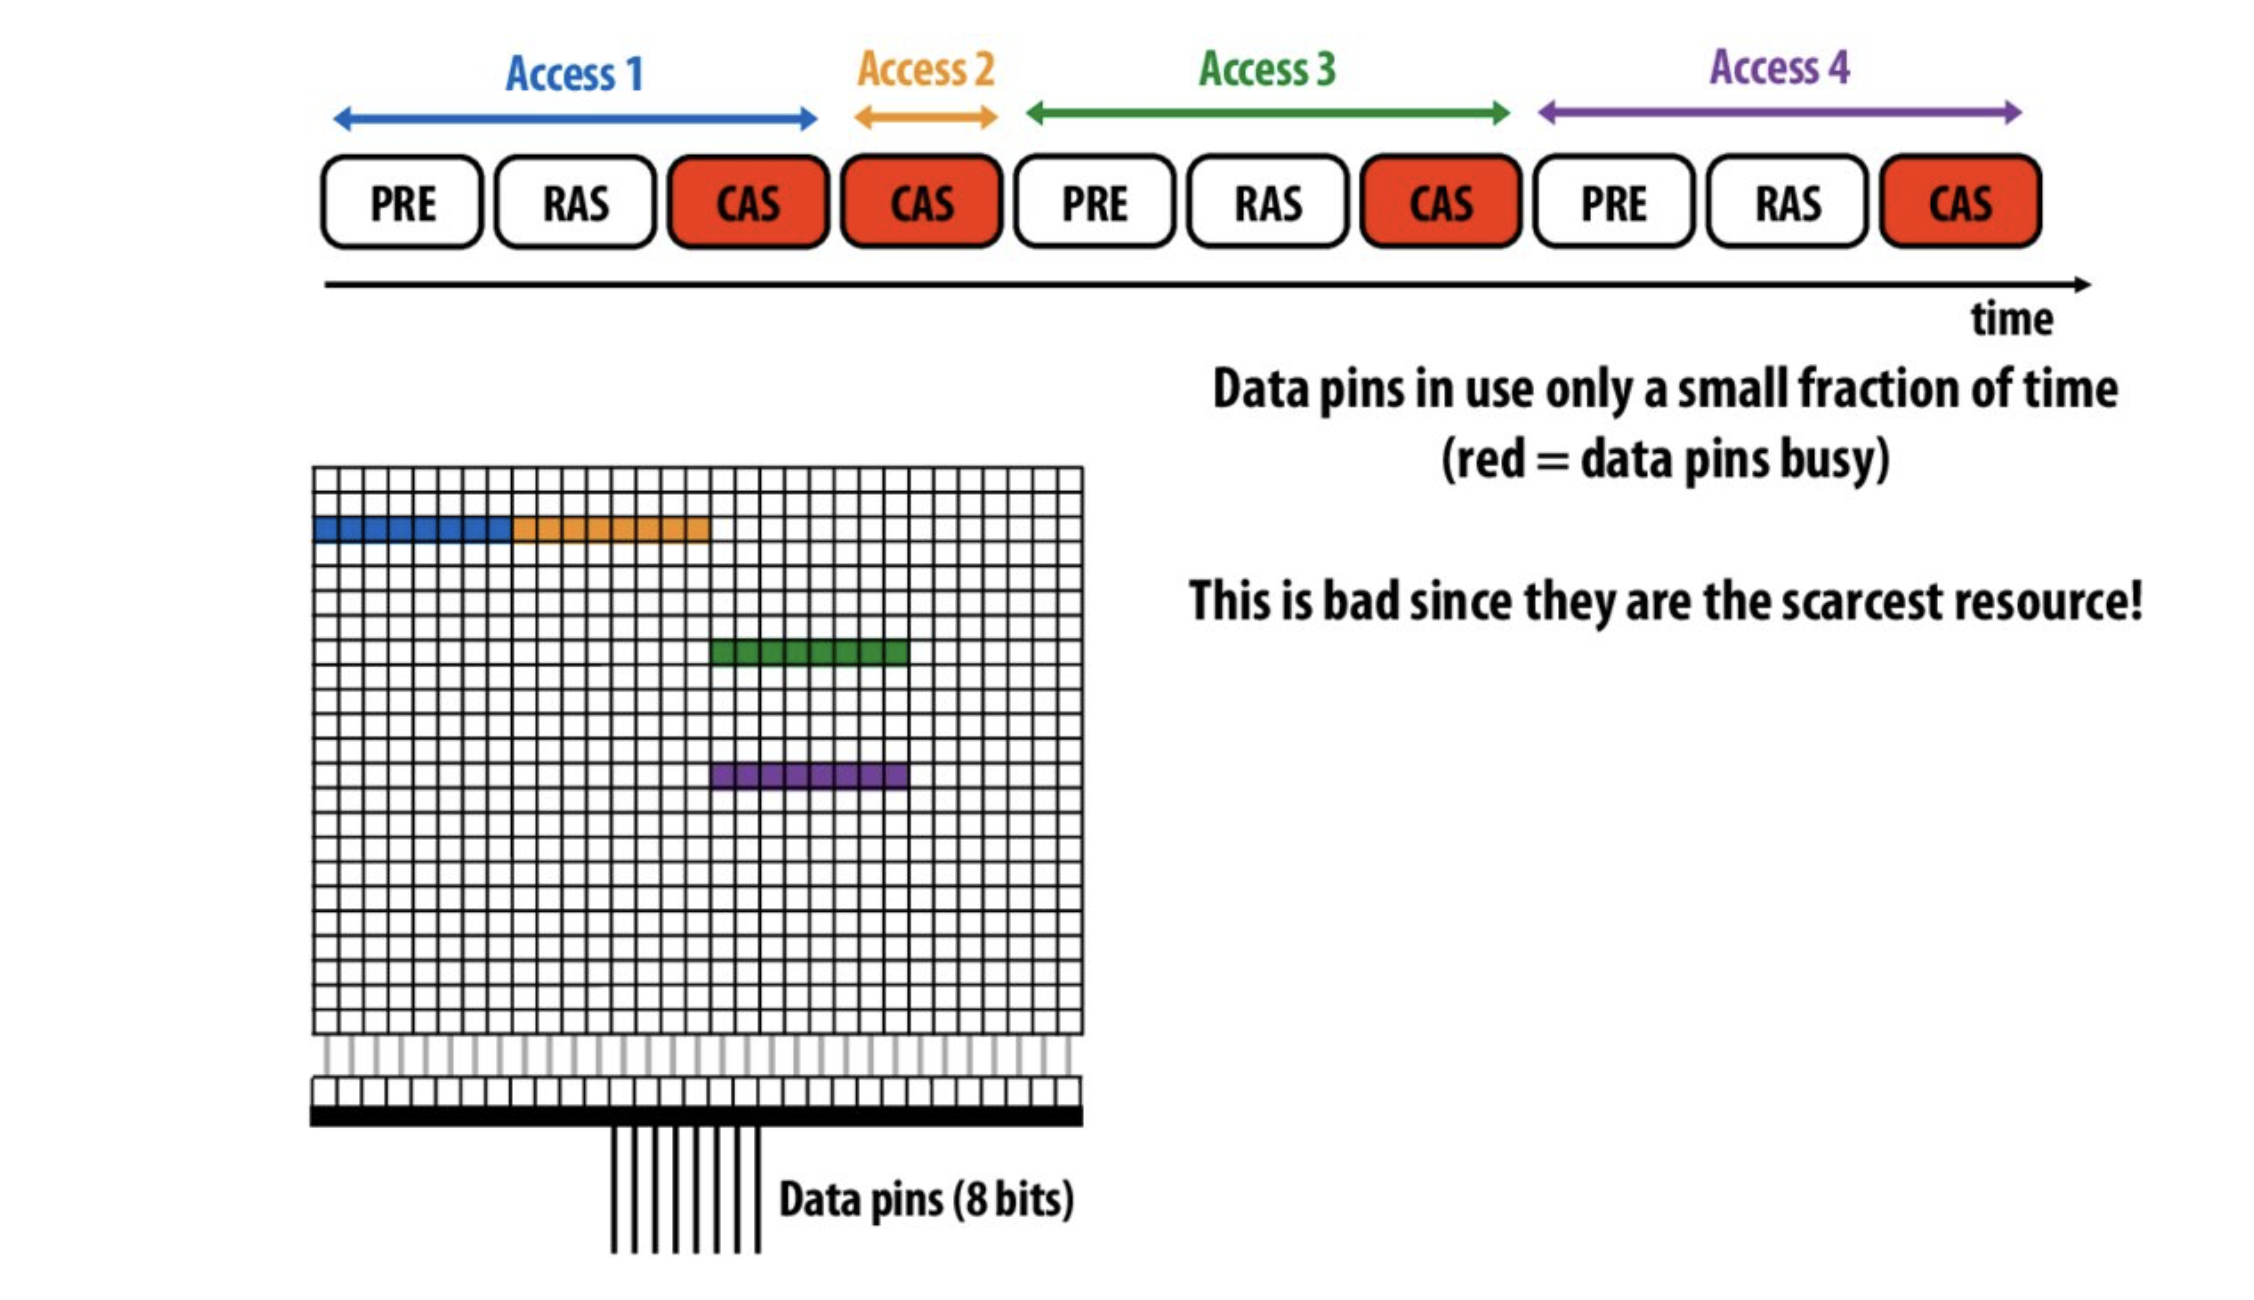 Access 1 Access 2 Access 3 Access 4
PRE RAS CAS CAS PRE RAS CAS PRE RAS CAS
time
Data pins in use only a small fraction of time
(red = data pins busy)
This is bad since they are the scarcest resource!
Data pins (8 bits)